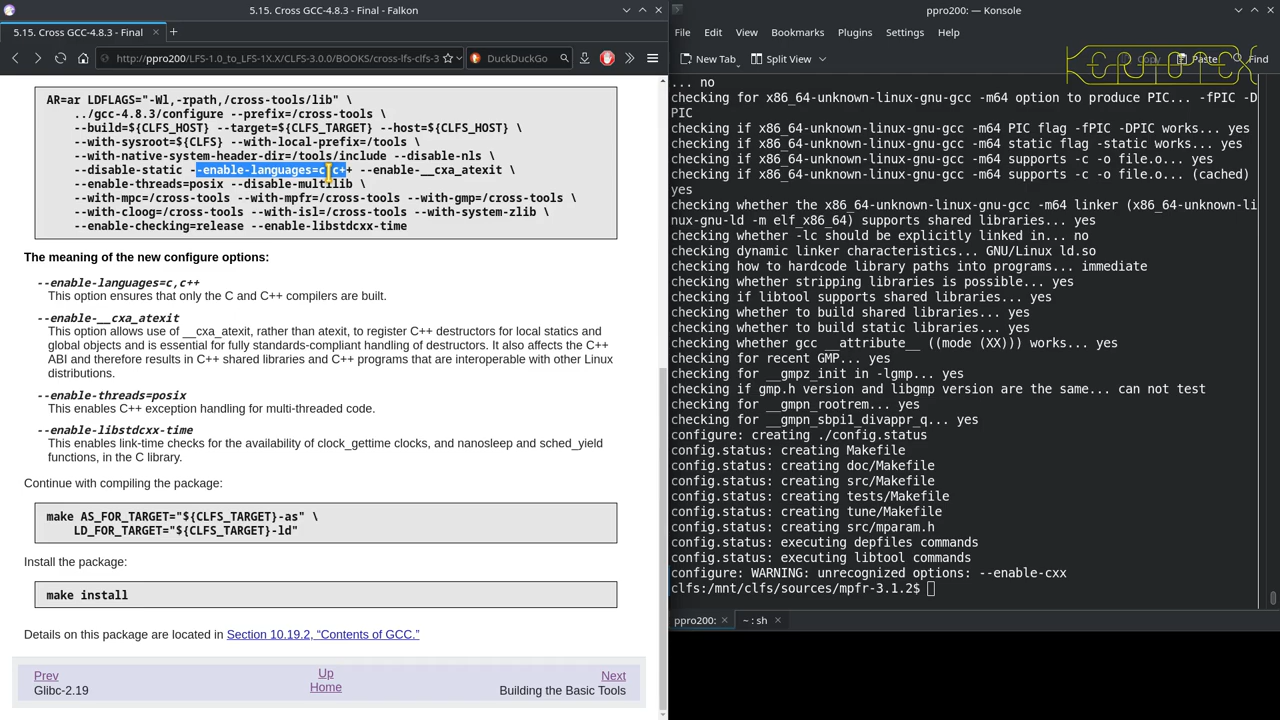 5.15. Cross GCC-4.8.3 - Final - Falkon
5.15. Cross GCC-4.8.3 - Final
http://ppro200/LFS-1.0_to_LFS-1X.X/CLFS-3.0.0/BOOKS/cross-lfs-clfs-3
DuckDuckGo
AR=ar LDFLAGS="-Wl,-rpath,/cross-tools/lib" \
../gcc-4.8.3/configure --prefix=/cross-tools \
--build=${CLFS_HOST} --target=${CLFS_TARGET} --host=${CLFS_HOST} \
--with-sysroot=${CLFS} --with-local-prefix=/tools \
--with-native-system-header-dir=/tools/include --disable-nls \
--disable-static --enable-languages=c,c++ --enable-__cxa_atexit \
--enable-threads=posix --disable-multilib \
--with-mpc=/cross-tools --with-mpfr=/cross-tools --with-gmp=/cross-tools \
--with-cloog=/cross-tools --with-isl=/cross-tools --with-system-zlib \
--enable-checking=release --enable-libstdcxx-time
The meaning of the new configure options:
--enable-languages=c,c++
This option ensures that only the C and C++ compilers are built.
--enable-__cxa_atexit
This option allows use of __cxa_atexit, rather than atexit, to register C++ destructors for local statics and
global objects and is essential for fully standards-compliant handling of destructors. It also affects the C++
ABI and therefore results in C++ shared libraries and C++ programs that are interoperable with other Linux
distributions.
--enable-threads=posix
This enables C++ exception handling for multi-threaded code.
--enable-libstdcxx-time
This enables link-time checks for the availability of clock_gettime clocks, and nanosleep and sched_yield
functions, in the C library.
Continue with compiling the package:
make AS_FOR_TARGET="${CLFS_TARGET}-as" \
LD_FOR_TARGET="${CLFS_TARGET}-ld"
Install the package:
make install
Details on this package are located in Section 10.19.2, “Contents of GCC.”
Prev
Up
Next
Glibc-2.19
Home
Building the Basic Tools
ppro200: — Konsole
File Edit View Bookmarks Plugins Settings Help
New Tab Split View Copy Paste Find
... no
checking for x86_64-unknown-linux-gnu-gcc -m64 option to produce PIC... -fPIC -D
PIC
checking if x86_64-unknown-linux-gnu-gcc -m64 PIC flag -fPIC -DPIC works... yes
checking if x86_64-unknown-linux-gnu-gcc -m64 static flag -static works... yes
checking if x86_64-unknown-linux-gnu-gcc -m64 supports -c -o file.o... yes
checking if x86_64-unknown-linux-gnu-gcc -m64 supports -c -o file.o... (cached)
yes
checking whether the x86_64-unknown-linux-gnu-gcc -m64 linker (x86_64-unknown-li
nux-gnu-ld -m elf_x86_64) supports shared libraries... yes
checking whether -lc should be explicitly linked in... no
checking dynamic linker characteristics... GNU/Linux ld.so
checking how to hardcode library paths into programs... immediate
checking whether stripping libraries is possible... yes
checking if libtool supports shared libraries... yes
checking whether to build shared libraries... yes
checking whether to build static libraries... yes
checking whether gcc __attribute__ ((mode (XX))) works... yes
checking for recent GMP... yes
checking for __gmpz_init in -lgmp... yes
checking if gmp.h version and libgmp version are the same... can not test
checking for __gmpn_rootrem... yes
checking for __gmpn_sbpi1_divappr_q... yes
configure: creating ./config.status
config.status: creating Makefile
config.status: creating doc/Makefile
config.status: creating src/Makefile
config.status: creating tests/Makefile
config.status: creating tune/Makefile
config.status: creating src/mparam.h
config.status: executing depfiles commands
config.status: executing libtool commands
configure: WARNING: unrecognized options: --enable-cxx
clfs:/mnt/clfs/sources/mpfr-3.1.2$
ppro200:
~ : sh